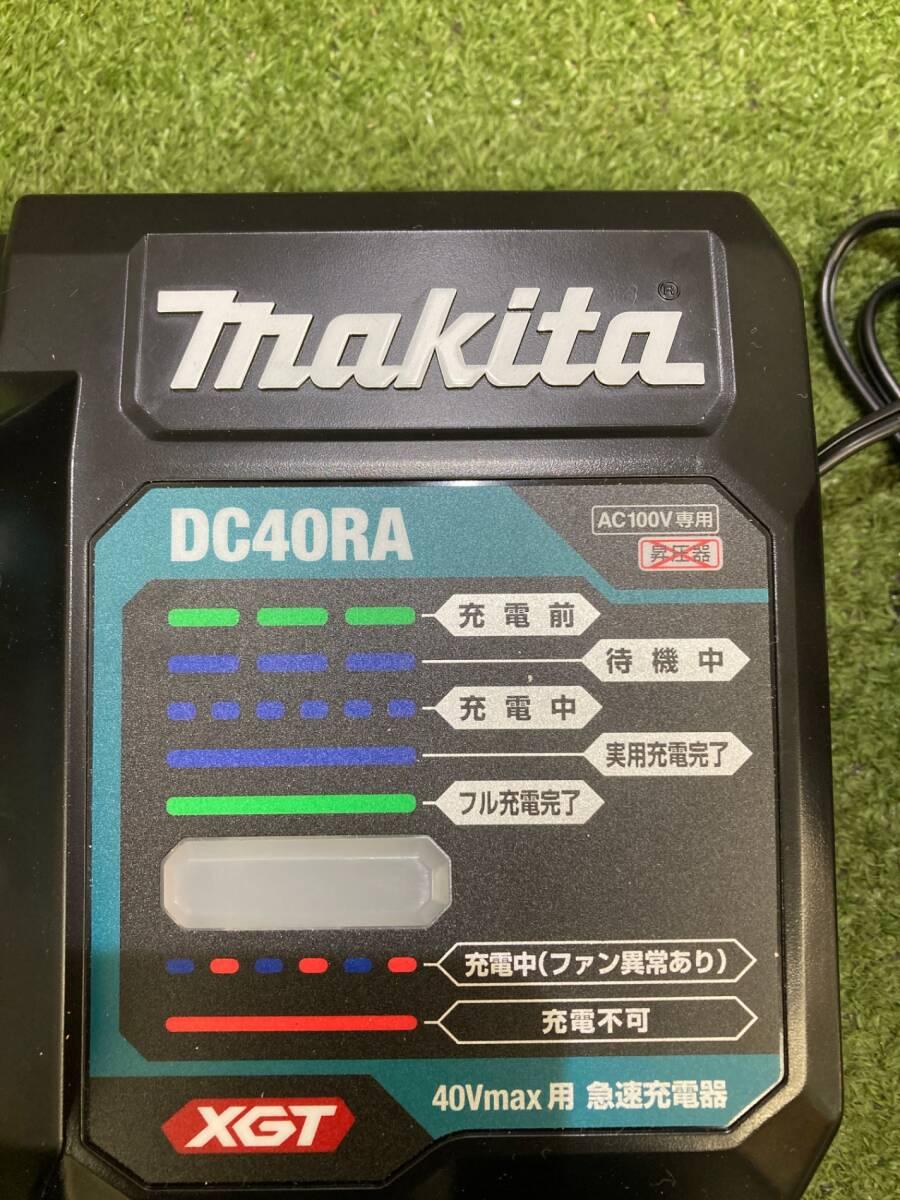 makita®
DC40RA
AC100V専用
昇圧器
充電前
待機中
充電中
実用充電完了
フル充電完了
充電中(ファン異常あり)
充電不可
XGT
40Vmax用 急速充電器